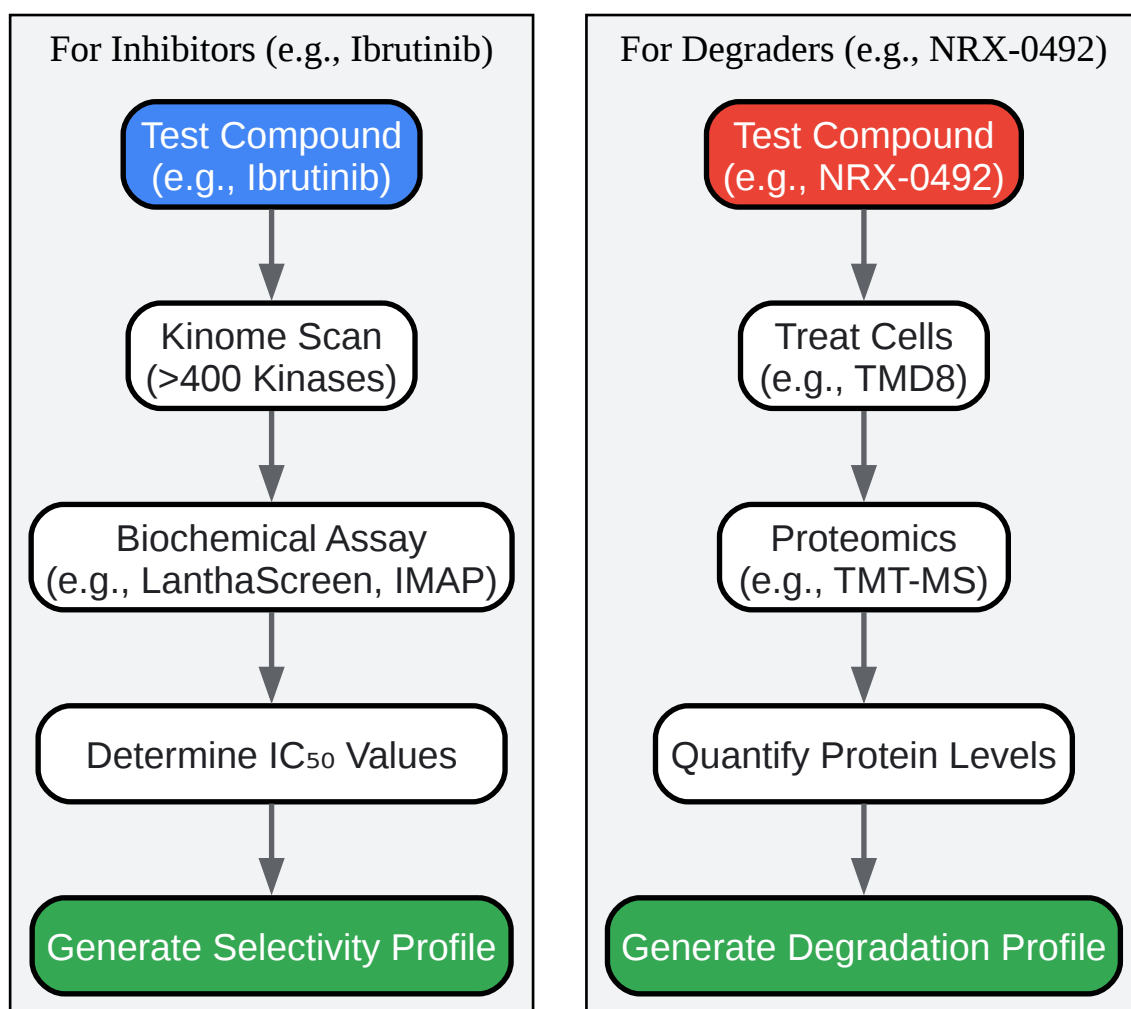 For Inhibitors (e.g., Ibrutinib)
Test Compound
(e.g., Ibrutinib)
Kinome Scan
(>400 Kinases)
Biochemical Assay
(e.g., LanthaScreen, IMAP)
Determine IC₅₀ Values
Generate Selectivity Profile
For Degraders (e.g., NRX-0492)
Test Compound
(e.g., NRX-0492)
Treat Cells
(e.g., TMD8)
Proteomics
(e.g., TMT-MS)
Quantify Protein Levels
Generate Degradation Profile